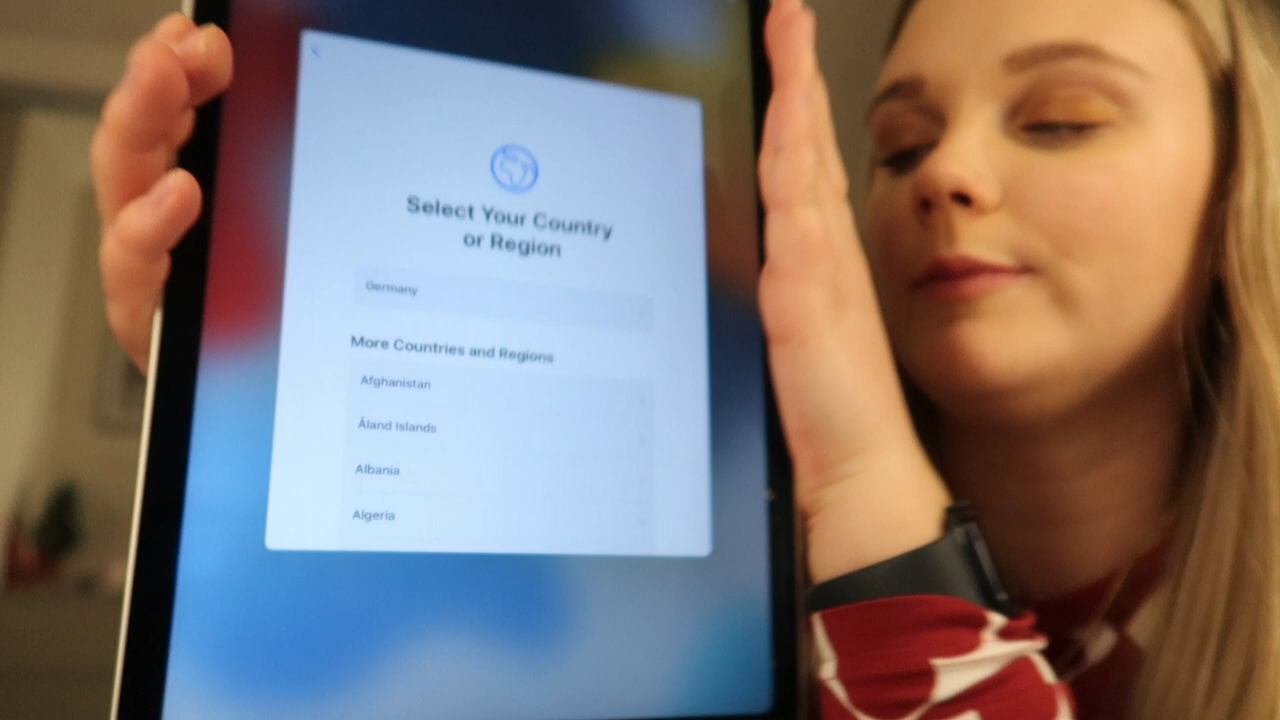 Select Your Country
or Region
Germany
More Countries and Regions
Afghanistan
Åland Islands
Albania
Algeria